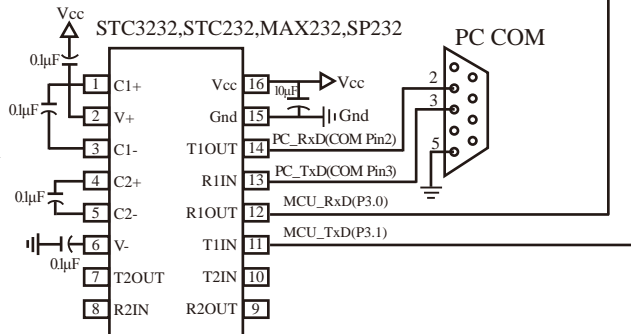 Vcc
STC3232,STC232,MAX232,SP232
PC COM
0.1μF
0.1μF
1 C1+ Vcc 16 Vcc
10μF
2 V+ Gnd 15 Gnd
3 C1- T1OUT 14 PC_RxD(COM Pin2)
4 C2+ R1IN 13 PC_TxD(COM Pin3)
0.1μF
5 C2- R1OUT 12 MCU_RxD(P3.0)
6 V- T1IN 11 MCU_TxD(P3.1)
0.1μF
7 T2OUT T2IN 10
8 R2IN R2OUT 9
2
3
5